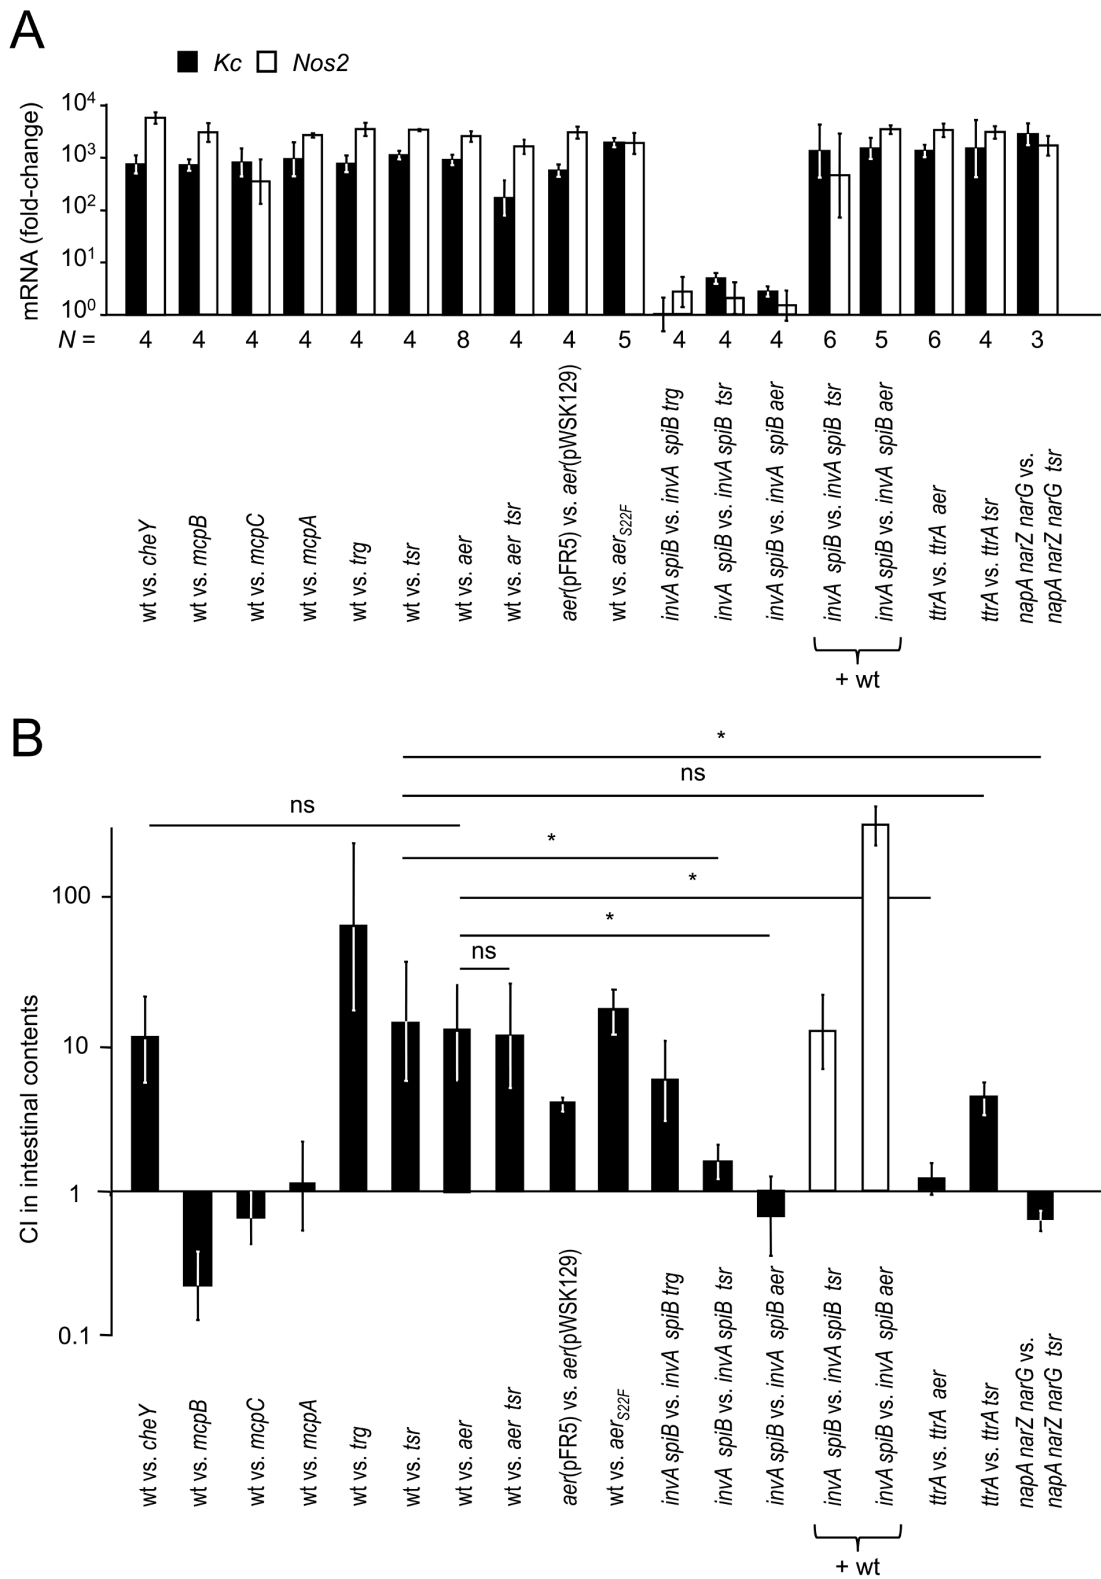 A
Kc Nos2
mRNA (fold-change)
10⁴
10³
10²
10¹
10⁰
N = 4 4 4 4 4 4 8 4 4 5 4 4 4 6 5 6 4 3
wt vs. cheY
wt vs. mcpB
wt vs. mcpC
wt vs. mcpA
wt vs. trg
wt vs. tsr
wt vs. aer
wt vs. aer tsr
aer(pFR5) vs. aer(pWSK129)
wt vs. aerS22F
invA spiB vs. invA spiB trg
invA spiB vs. invA spiB tsr
invA spiB vs. invA spiB aer
invA spiB vs. invA spiB tsr
invA spiB vs. invA spiB aer
ttrA vs. ttrA aer
ttrA vs. ttrA tsr
napA narZ narG vs.
napA narZ narG tsr
+ wt
B
*
ns
ns
*
*
*
ns
CI in intestinal contents
100
10
1
0.1
wt vs. cheY
wt vs. mcpB
wt vs. mcpC
wt vs. mcpA
wt vs. trg
wt vs. tsr
wt vs. aer
wt vs. aer tsr
aer(pFR5) vs. aer(pWSK129)
wt vs. aerS22F
invA spiB vs. invA spiB trg
invA spiB vs. invA spiB tsr
invA spiB vs. invA spiB aer
invA spiB vs. invA spiB tsr
invA spiB vs. invA spiB aer
ttrA vs. ttrA aer
ttrA vs. ttrA tsr
napA narZ narG vs.
napA narZ narG tsr
+ wt